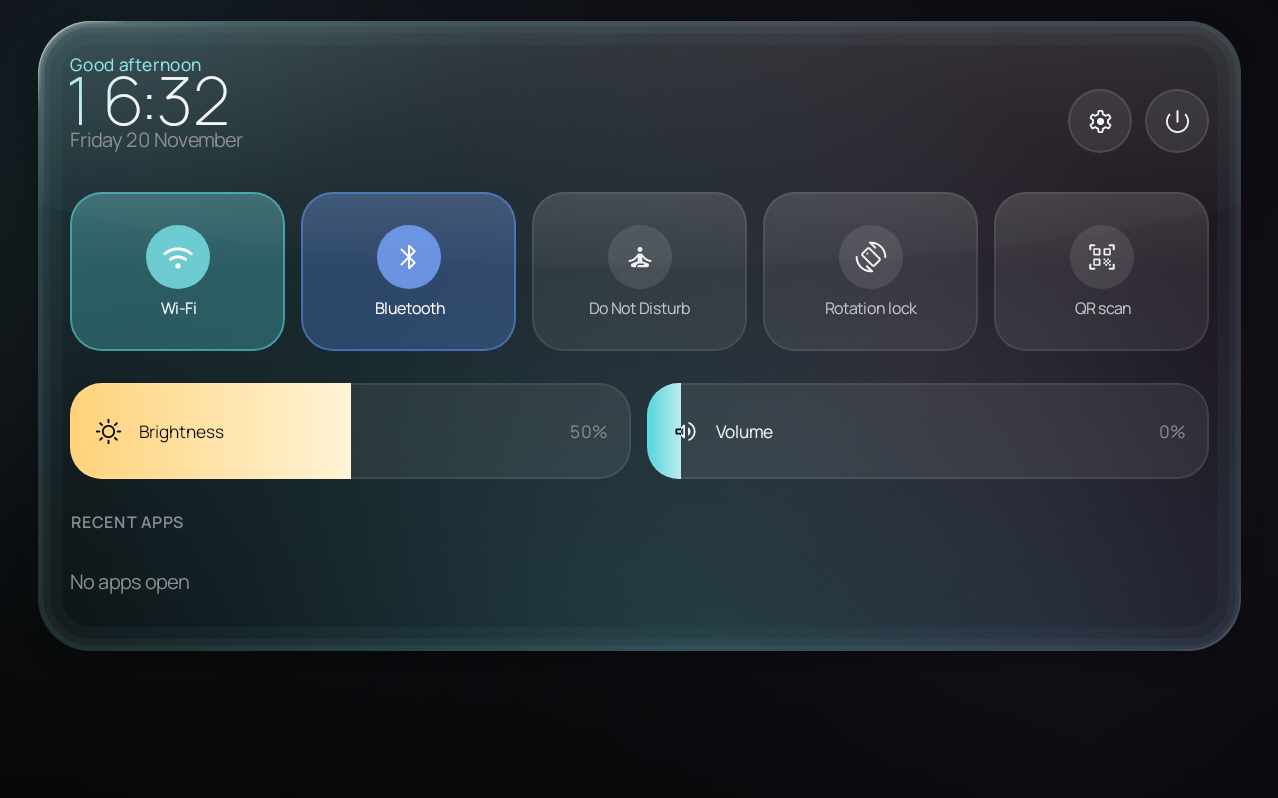 Good afternoon
16:32
Friday 20 November
Wi-Fi
Bluetooth
Do Not Disturb
Rotation lock
QR scan
Brightness
50%
Volume
0%
RECENT APPS
No apps open